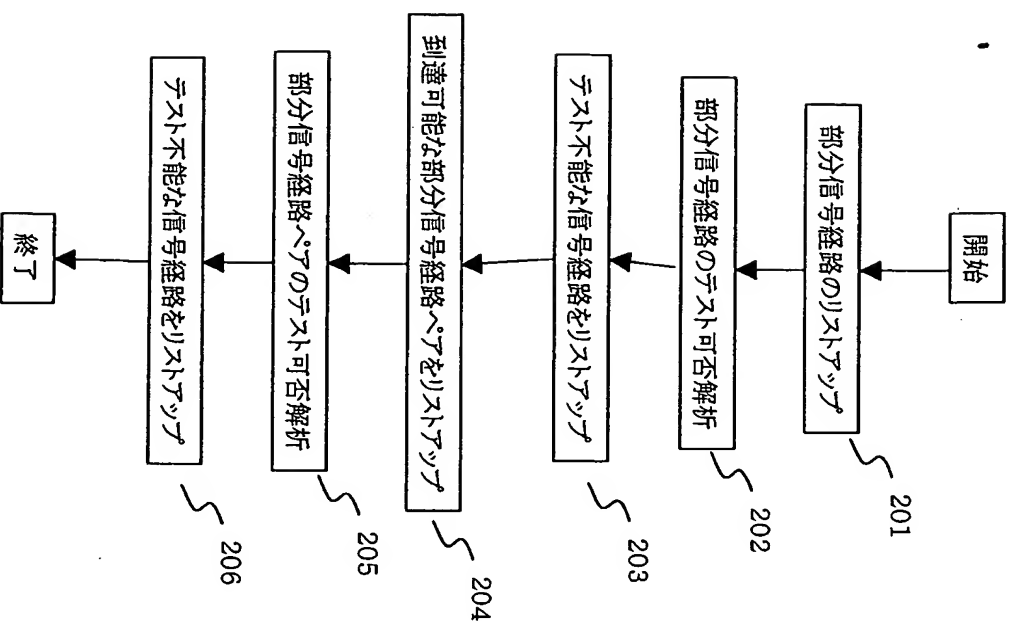 開始
部分信号経路のリストアップ
201
部分信号経路のテスト可否解析
202
テスト不能な信号経路をリストアップ
203
到達可能な部分信号経路ペアをリストアップ
204
部分信号経路ペアのテスト可否解析
205
テスト不能な信号経路をリストアップ
206
終了